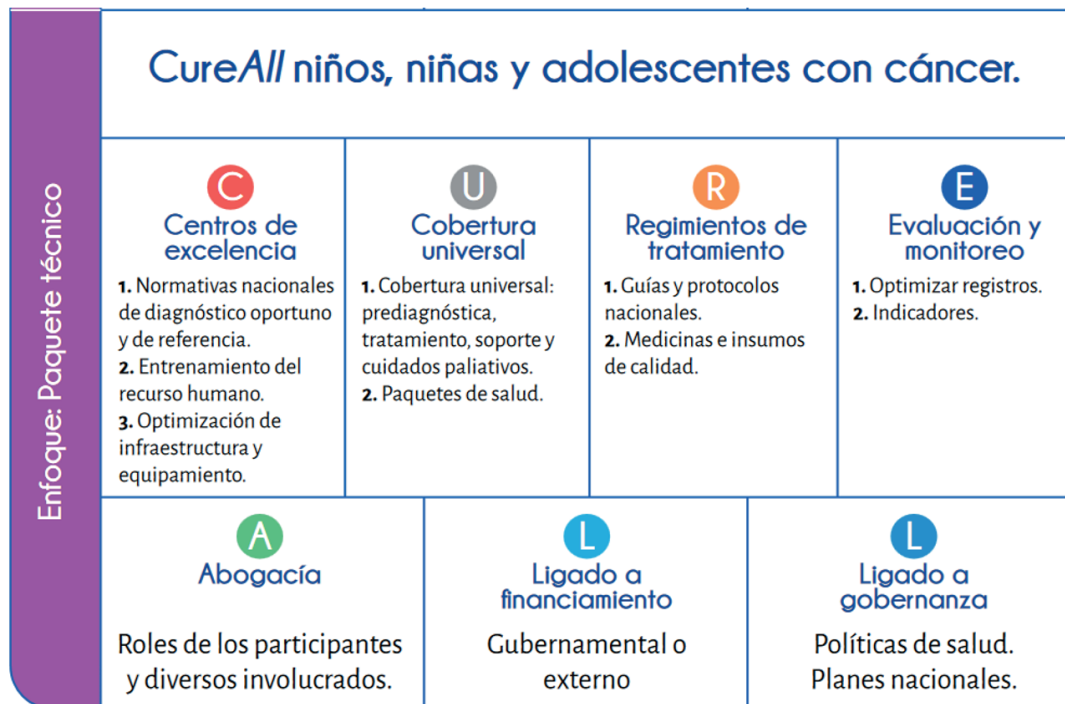 Enfoque: Paquete técnico
CureAll niños, niñas y adolescentes con cáncer.
C
Centros de
excelencia
1. Normativas nacionales
de diagnóstico oportuno
y de referencia.
2. Entrenamiento del
recurso humano.
3. Optimización de
infraestructura y
equipamiento.
U
Cobertura
universal
1. Cobertura universal:
prediagnóstica,
tratamiento, soporte y
cuidados paliativos.
2. Paquetes de salud.
R
Regimientos de
tratamiento
1. Guías y protocolos
nacionales.
2. Medicinas e insumos
de calidad.
E
Evaluación y
monitoreo
1. Optimizar registros.
2. Indicadores.
A
Abogacía
Roles de los participantes
y diversos involucrados.
L
Ligado a
financiamiento
Gubernamental o
externo
L
Ligado a
gobernanza
Políticas de salud.
Planes nacionales.